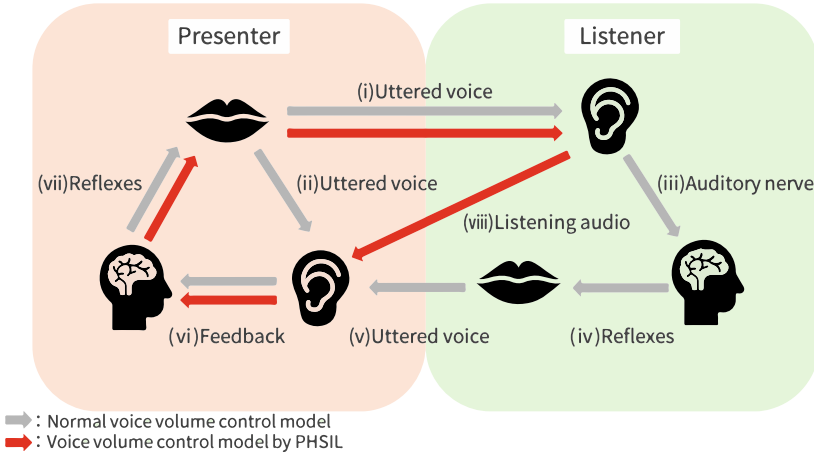 Presenter
Listener
(i)Uttered voice
(vii)Reflexes
(ii)Uttered voice
(iii)Auditory nerve
(viii)Listening audio
(vi)Feedback
(v)Uttered voice
(iv)Reflexes
: Normal voice volume control model
: Voice volume control model by PHSIL